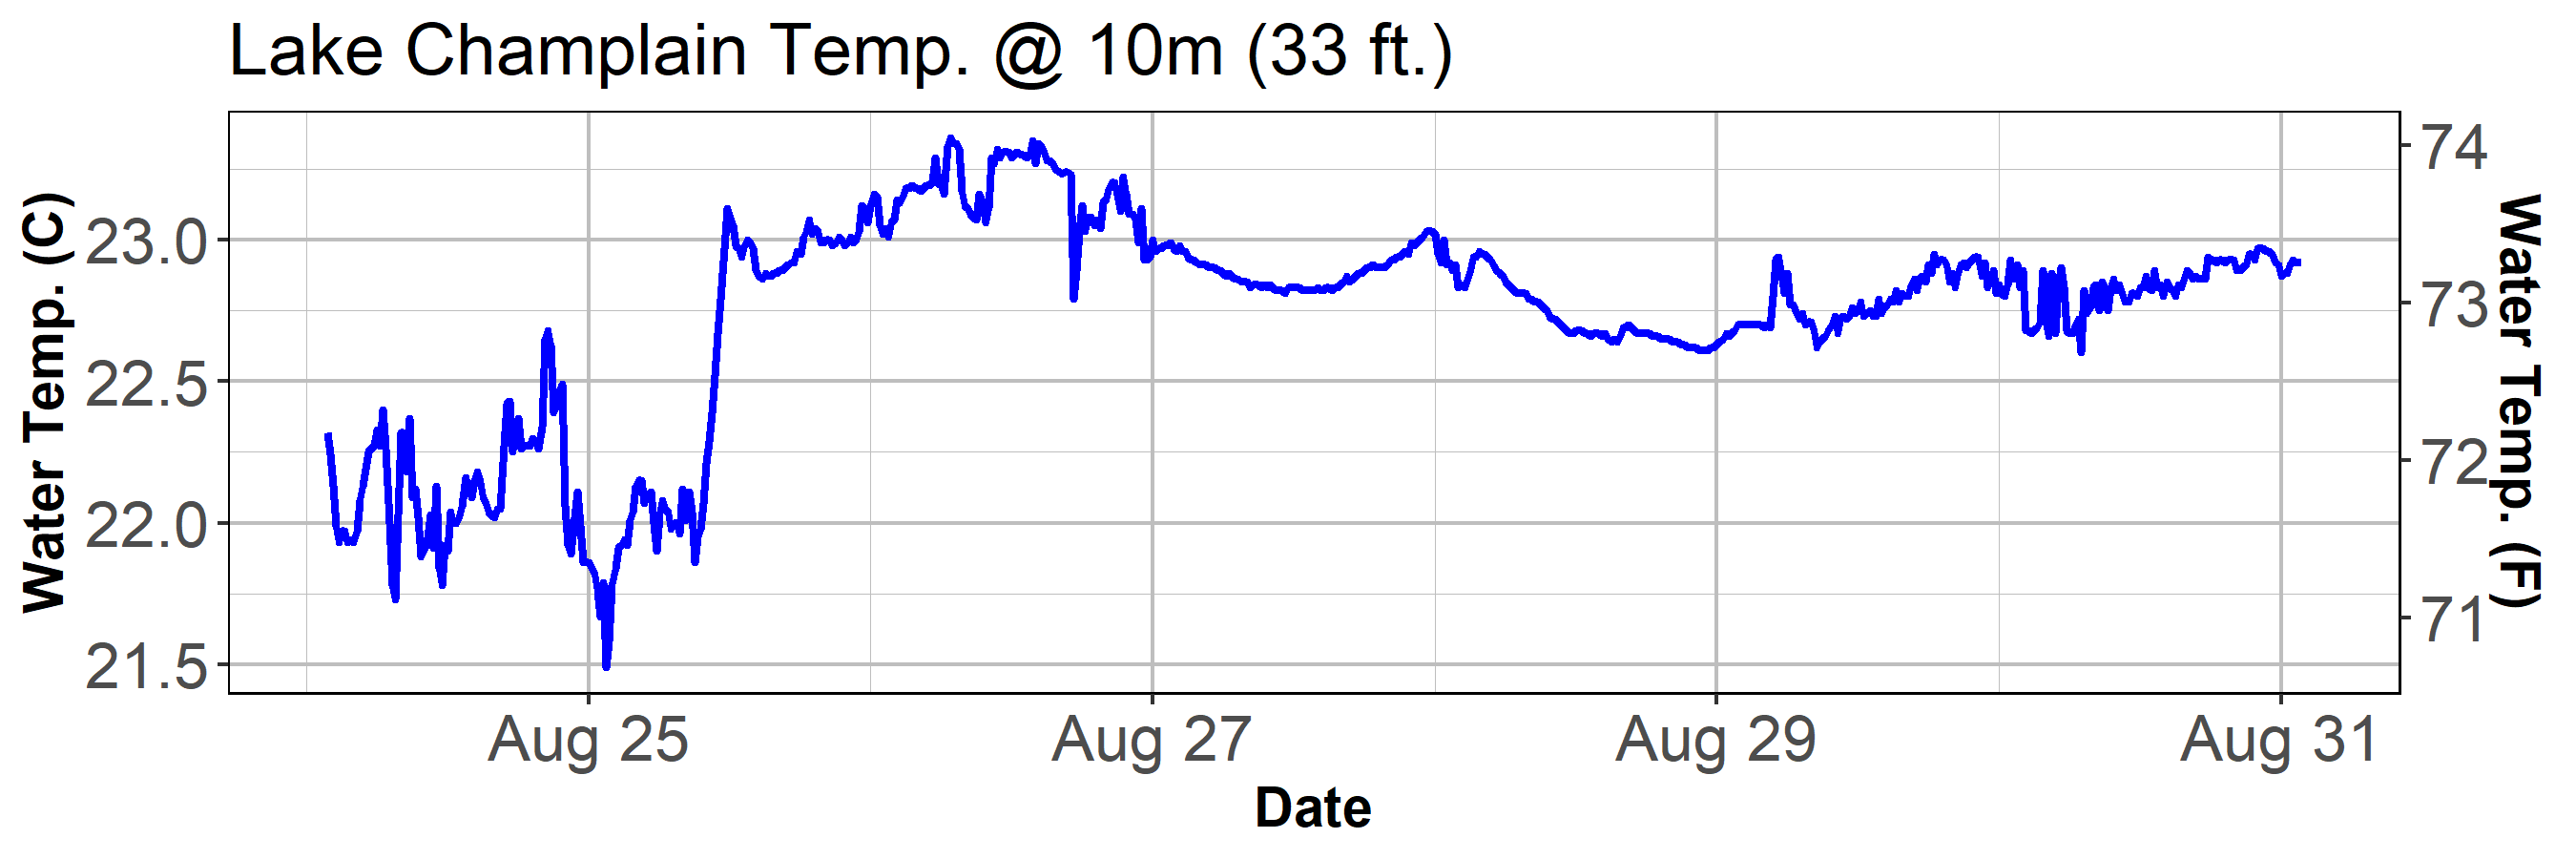 Lake Champlain Temp. @ 10m (33 ft.)
Water Temp. (C)
23.0
22.5
22.0
21.5
74
73
72
71
Water Temp. (F)
Aug 25
Aug 27
Aug 29
Aug 31
Date